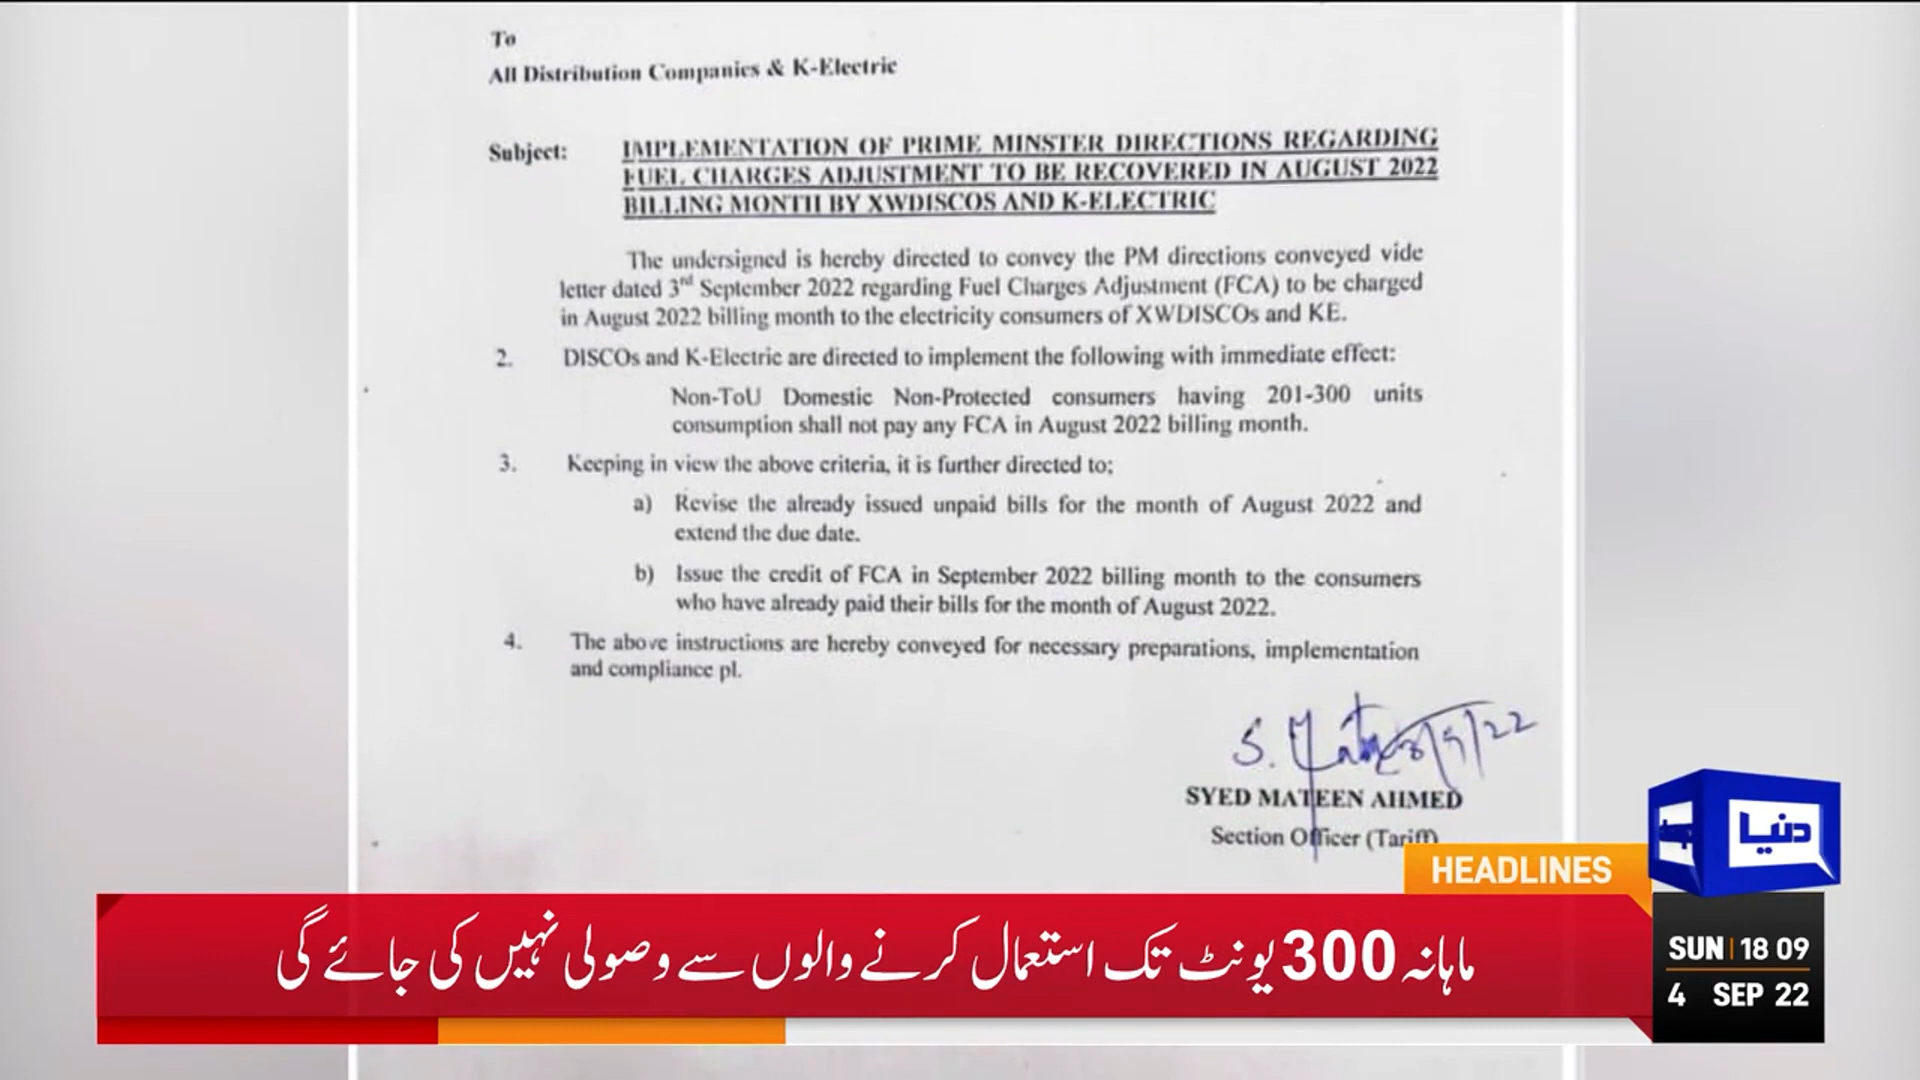 To
All Distribution Companies & K-Electric
Subject: IMPLEMENTATION OF PRIME MINSTER DIRECTIONS REGARDING
FUEL CHARGES ADJUSTMENT TO BE RECOVERED IN AUGUST 2022
BILLING MONTH BY XWDISCOS AND K-ELECTRIC
The undersigned is hereby directed to convey the PM directions conveyed vide
letter dated 3rd September 2022 regarding Fuel Charges Adjustment (FCA) to be charged
in August 2022 billing month to the electricity consumers of XWDISCOs and KE.
2. DISCOs and K-Electric are directed to implement the following with immediate effect:
Non-ToU Domestic Non-Protected consumers having 201-300 units
consumption shall not pay any FCA in August 2022 billing month.
3. Keeping in view the above criteria, it is further directed to;
a) Revise the already issued unpaid bills for the month of August 2022 and
extend the due date.
b) Issue the credit of FCA in September 2022 billing month to the consumers
who have already paid their bills for the month of August 2022.
4. The above instructions are hereby conveyed for necessary preparations, implementation
and compliance pl.
SYED MATEEN AHMED
Section Officer (Tariff)
HEADLINES
دنیا
ماہانہ 300 یونٹ تک استعمال کرنے والوں سے وصولی نہیں کی جائے گی
SUN 18 09
4 SEP 22